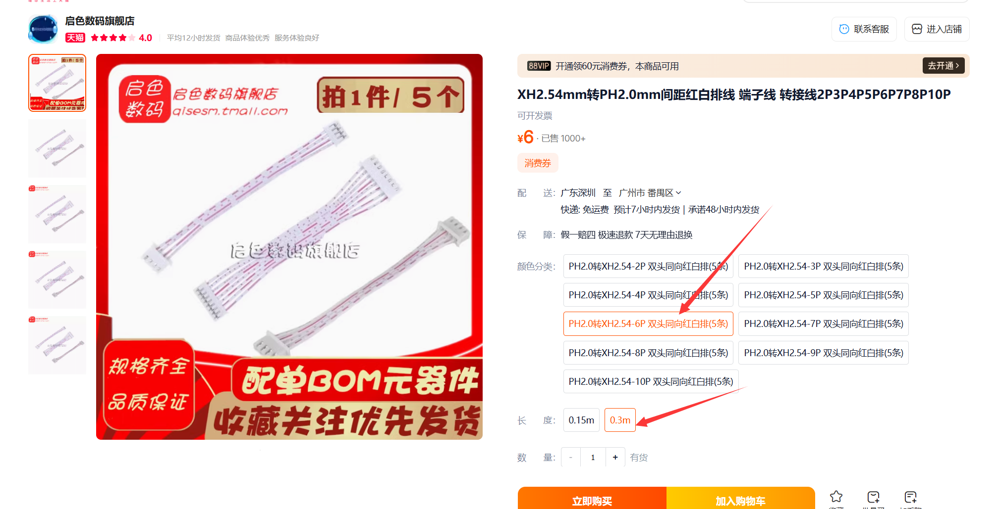 启色数码旗舰店
天猫 4.0 平均12小时发货 商品体验优秀 服务体验良好
联系客服
进入店铺
启色
数码
启色数码旗舰店
qisesm.tmall.com
拍1件/ 5个
启色数码旗舰店
规格齐全
品质保证
配单BOM元器件
收藏关注优先发货
88VIP 开通领60元消费券，本商品可用
去开通 >
XH2.54mm转PH2.0mm间距红白排线 端子线 转接线2P3P4P5P6P7P8P10P
可开发票
¥6 · 已售 1000+
消费券
配 送： 广东深圳 至 广州市 番禺区
快递: 免运费 预计7小时内发货 | 承诺48小时内发货
保 障： 假一赔四 极速退款 7天无理由退换
颜色分类：
PH2.0转XH2.54-2P 双头同向红白排(5条)
PH2.0转XH2.54-3P 双头同向红白排(5条)
PH2.0转XH2.54-4P 双头同向红白排(5条)
PH2.0转XH2.54-5P 双头同向红白排(5条)
PH2.0转XH2.54-6P 双头同向红白排(5条)
PH2.0转XH2.54-7P 双头同向红白排(5条)
PH2.0转XH2.54-8P 双头同向红白排(5条)
PH2.0转XH2.54-9P 双头同向红白排(5条)
PH2.0转XH2.54-10P 双头同向红白排(5条)
长 度： 0.15m 0.3m
数 量： - 1 + 有货
立即购买
加入购物车